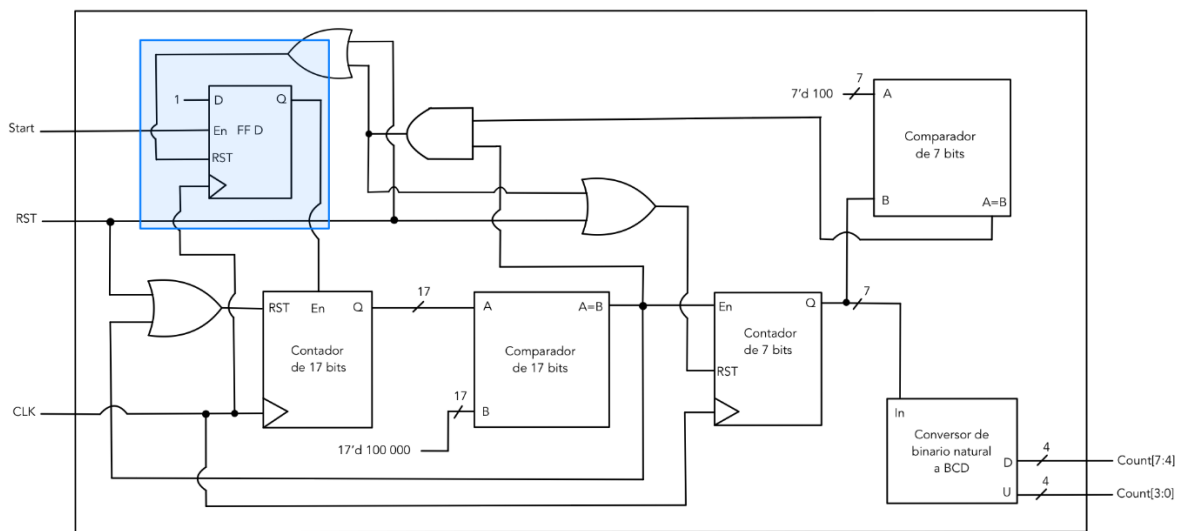 7
7'd 100
A
1
D
Q
Start
En
FF D
Comparador
de 7 bits
RST
B
A=B
RST
17
7
RST
En
Q
A
A=B
En
Q
Contador
de 17 bits
Comparador
de 17 bits
Contador
de 7 bits
RST
17
CLK
B
In
17'd 100 000
Conversor de
binario natural
a BCD
D
4
Count[7:4]
U
4
Count[3:0]